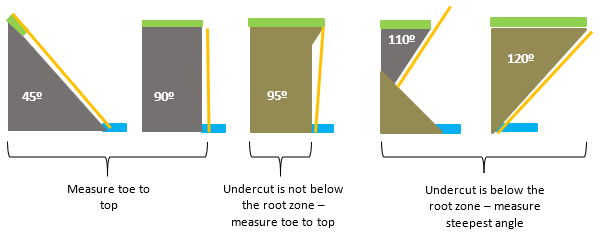 45º
90º
95º
110º
120º
Measure toe to
top
Undercut is not below
the root zone –
measure toe to top
Undercut is below the
root zone – measure
steepest angle